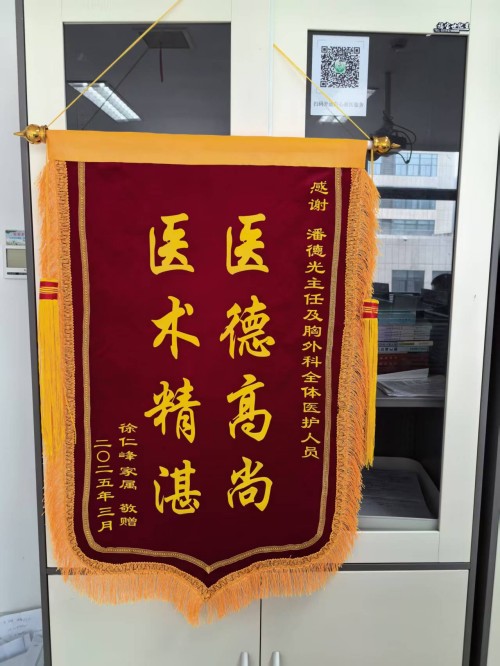 感谢 潘德光主任及胸外科全体医护人员
医德高尚
医术精湛
徐仁峰家属 敬赠
二〇二五年三月